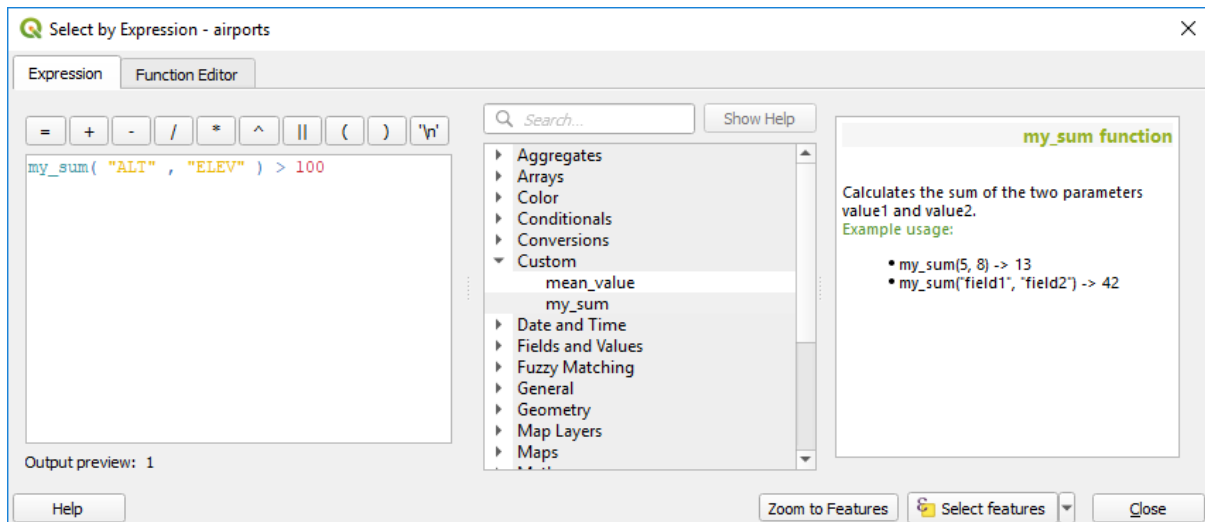 Select by Expression - airports
Expression
Function Editor
= + - / * ^ || ( ) '\n'
my_sum( "ALT" , "ELEV" ) > 100
Output preview: 1
Search...
Show Help
Aggregates
Arrays
Color
Conditionals
Conversions
Custom
mean_value
my_sum
Date and Time
Fields and Values
Fuzzy Matching
General
Geometry
Map Layers
Maps
my_sum function
Calculates the sum of the two parameters
value1 and value2.
Example usage:
my_sum(5, 8) -> 13
my_sum("field1", "field2") -> 42
Help
Zoom to Features
Select features
Close